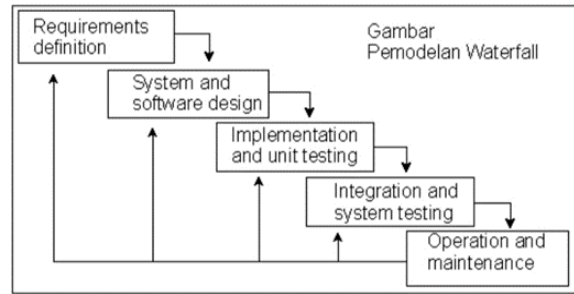 Requirements
definition
Gambar
Pemodelan Waterfall
System and
software design
Implementation
and unit testing
Integration and
system testing
Operation and
maintenance